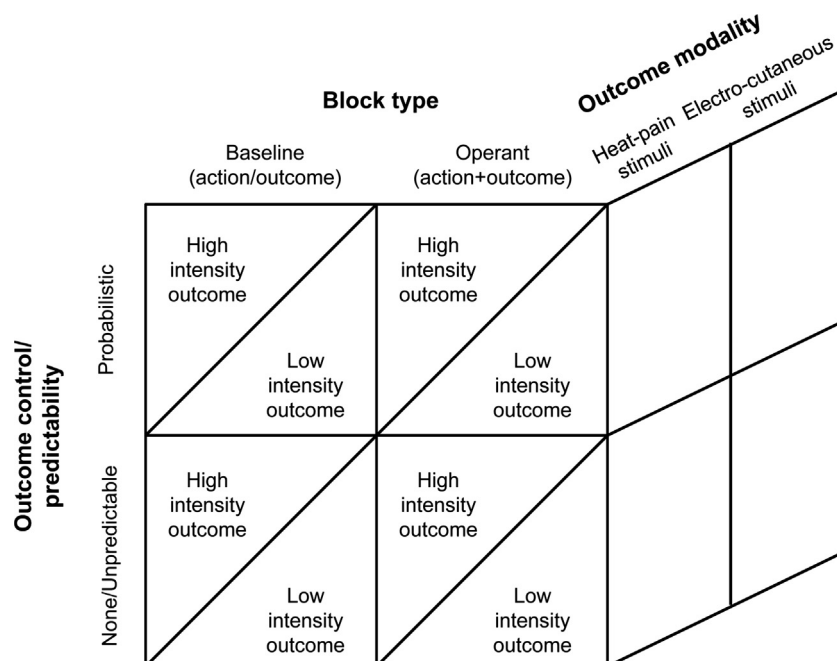 Outcome modality
Block type
Heat-pain
stimuli
Electro-cutaneous
stimuli
Baseline
(action/outcome)
Operant
(action+outcome)
Outcome control/
predictability
Probabilistic
High
intensity
outcome
Low
intensity
outcome
High
intensity
outcome
Low
intensity
outcome
None/Unpredictable
High
intensity
outcome
Low
intensity
outcome
High
intensity
outcome
Low
intensity
outcome